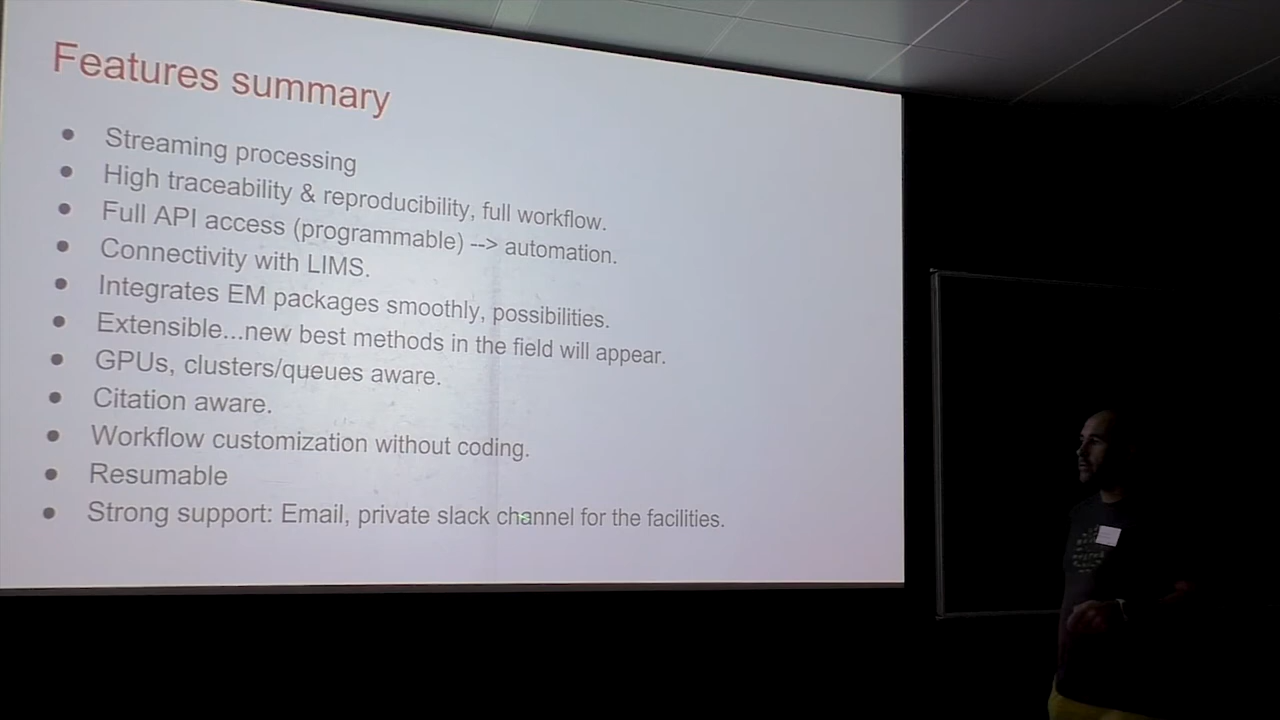 Features summary
● Streaming processing
● High traceability & reproducibility, full workflow.
● Full API access (programmable) --> automation.
● Connectivity with LIMS.
● Integrates EM packages smoothly, possibilities.
● Extensible...new best methods in the field will appear.
● GPUs, clusters/queues aware.
● Citation aware.
● Workflow customization without coding.
● Resumable
● Strong support: Email, private slack channel for the facilities.